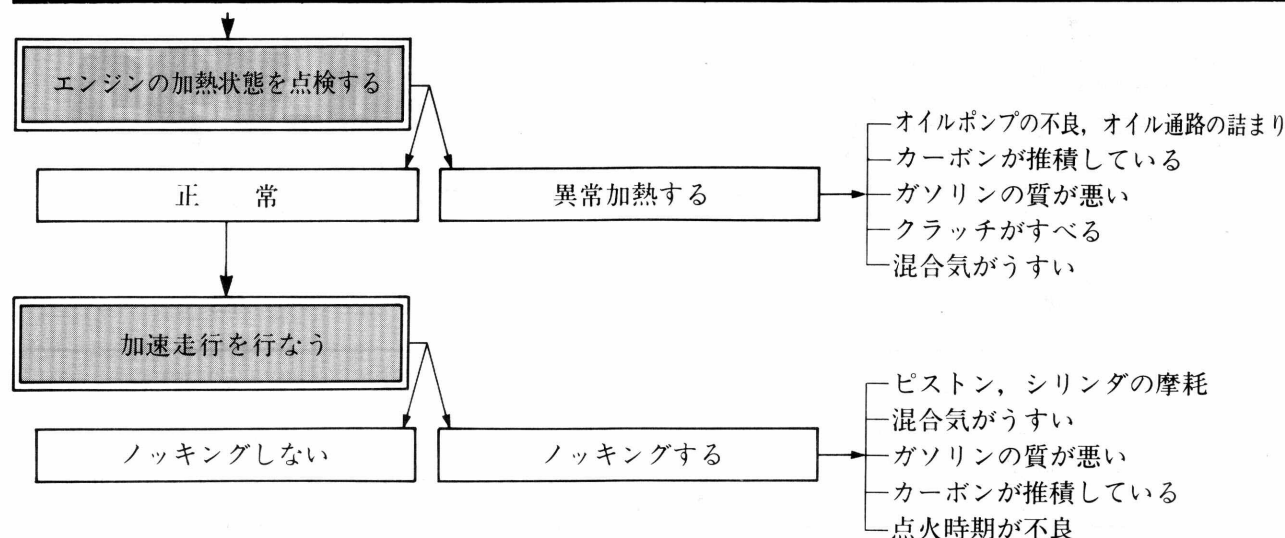 エンジンの加熱状態を点検する
正 常
異常加熱する
オイルポンプの不良，オイル通路の詰まり
カーボンが推積している
ガソリンの質が悪い
クラッチがすべる
混合気がうすい
加速走行を行なう
ノッキングしない
ノッキングする
ピストン，シリンダの摩耗
混合気がうすい
ガソリンの質が悪い
カーボンが推積している
点火時期が不良